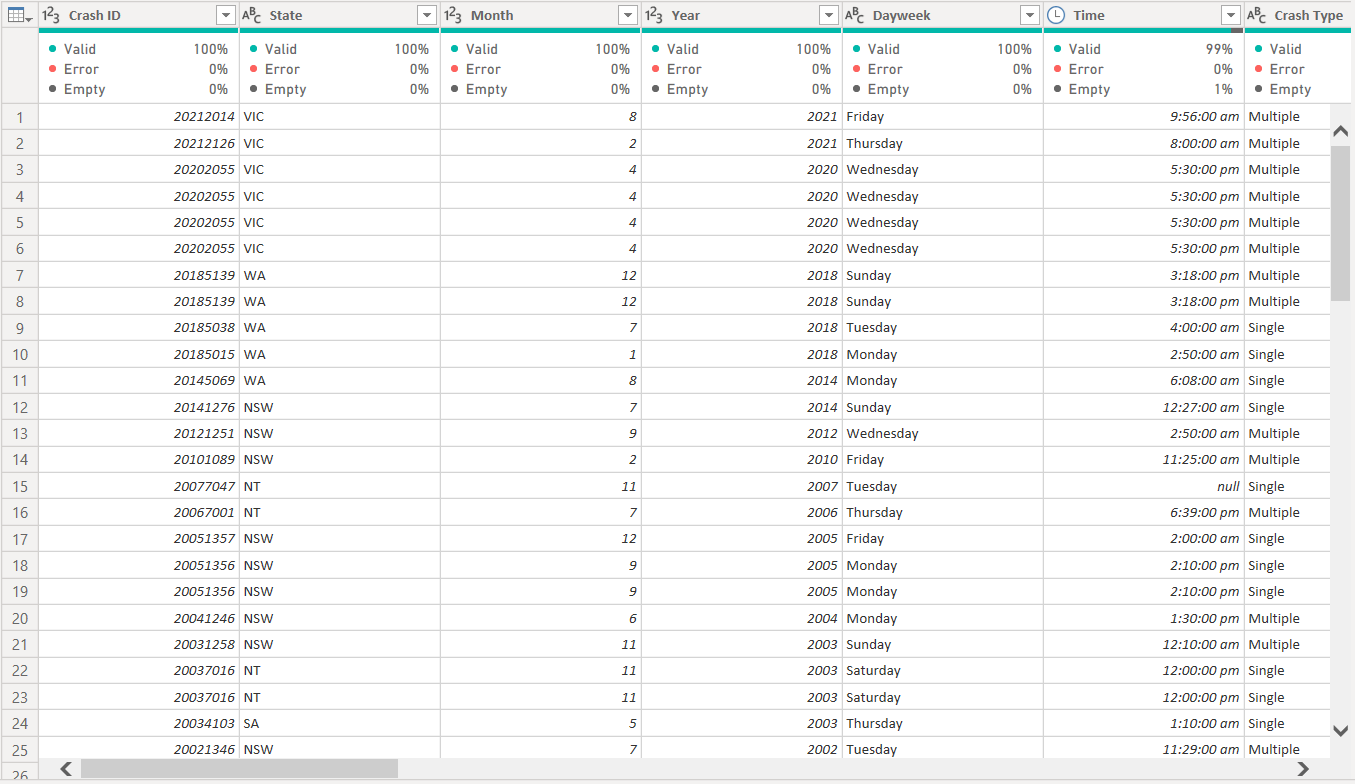 1²3 Crash ID ABC State 1²3 Month 1²3 Year ABC Dayweek Time ABC Crash Type
Valid 100% Valid 100% Valid 100% Valid 100% Valid 100% Valid 99% Valid
Error 0% Error 0% Error 0% Error 0% Error 0% Error 0% Error
Empty 0% Empty 0% Empty 0% Empty 0% Empty 0% Empty 1% Empty
1 20212014 VIC 8 2021 Friday 9:56:00 am Multiple
2 20212126 VIC 2 2021 Thursday 8:00:00 am Multiple
3 20202055 VIC 4 2020 Wednesday 5:30:00 pm Multiple
4 20202055 VIC 4 2020 Wednesday 5:30:00 pm Multiple
5 20202055 VIC 4 2020 Wednesday 5:30:00 pm Multiple
6 20202055 VIC 4 2020 Wednesday 5:30:00 pm Multiple
7 20185139 WA 12 2018 Sunday 3:18:00 pm Multiple
8 20185139 WA 12 2018 Sunday 3:18:00 pm Multiple
9 20185038 WA 7 2018 Tuesday 4:00:00 am Single
10 20185015 WA 1 2018 Monday 2:50:00 am Single
11 20145069 WA 8 2014 Monday 6:08:00 am Single
12 20141276 NSW 7 2014 Sunday 12:27:00 am Single
13 20121251 NSW 9 2012 Wednesday 2:50:00 am Multiple
14 20101089 NSW 2 2010 Friday 11:25:00 am Multiple
15 20077047 NT 11 2007 Tuesday null Single
16 20067001 NT 7 2006 Thursday 6:39:00 pm Multiple
17 20051357 NSW 12 2005 Friday 2:00:00 am Single
18 20051356 NSW 9 2005 Monday 2:10:00 pm Single
19 20051356 NSW 9 2005 Monday 2:10:00 pm Single
20 20041246 NSW 6 2004 Monday 1:30:00 pm Multiple
21 20031258 NSW 11 2003 Sunday 12:10:00 am Multiple
22 20037016 NT 11 2003 Saturday 12:00:00 pm Single
23 20037016 NT 11 2003 Saturday 12:00:00 pm Single
24 20034103 SA 5 2003 Thursday 1:10:00 am Single
25 20021346 NSW 7 2002 Tuesday 11:29:00 am Multiple
26